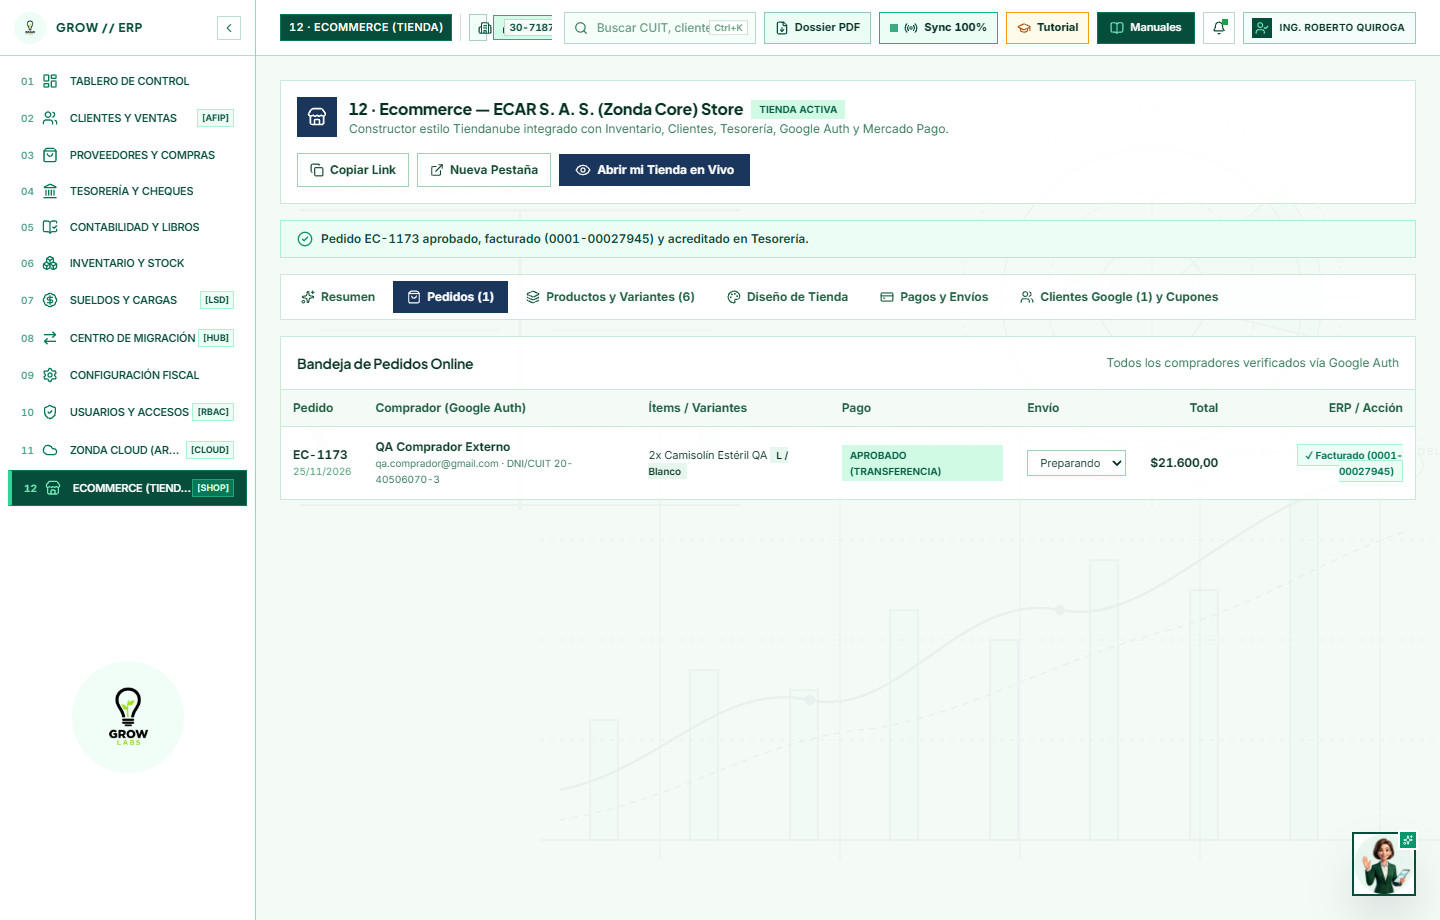 GROW // ERP
12 · ECOMMERCE (TIENDA)
30-7187
Buscar CUIT, cliente
Ctrl+K
Dossier PDF
Sync 100%
Tutorial
Manuales
ING. ROBERTO QUIROGA
01 TABLERO DE CONTROL
02 CLIENTES Y VENTAS [AFIP]
03 PROVEEDORES Y COMPRAS
04 TESORERÍA Y CHEQUES
05 CONTABILIDAD Y LIBROS
06 INVENTARIO Y STOCK
07 SUELDOS Y CARGAS [LSD]
08 CENTRO DE MIGRACIÓN [HUB]
09 CONFIGURACIÓN FISCAL
10 USUARIOS Y ACCESOS [RBAC]
11 ZONDA CLOUD (AR... [CLOUD]
12 ECOMMERCE (TIEND... [SHOP]
GROW
LABS
12 · Ecommerce — ECAR S. A. S. (Zonda Core) Store TIENDA ACTIVA
Constructor estilo Tiendanube integrado con Inventario, Clientes, Tesorería, Google Auth y Mercado Pago.
Copiar Link
Nueva Pestaña
Abrir mi Tienda en Vivo
Pedido EC-1173 aprobado, facturado (0001-00027945) y acreditado en Tesorería.
Resumen
Pedidos (1)
Productos y Variantes (6)
Diseño de Tienda
Pagos y Envíos
Clientes Google (1) y Cupones
Bandeja de Pedidos Online
Todos los compradores verificados vía Google Auth
Pedido Comprador (Google Auth) Ítems / Variantes Pago Envío Total ERP / Acción
EC-1173
25/11/2026
QA Comprador Externo
qa.comprador@gmail.com · DNI/CUIT 20-
40506070-3
2x Camisolín Estéril QA L /
Blanco
APROBADO
(TRANSFERENCIA)
Preparando
$21.600,00
✓ Facturado (0001-
00027945)